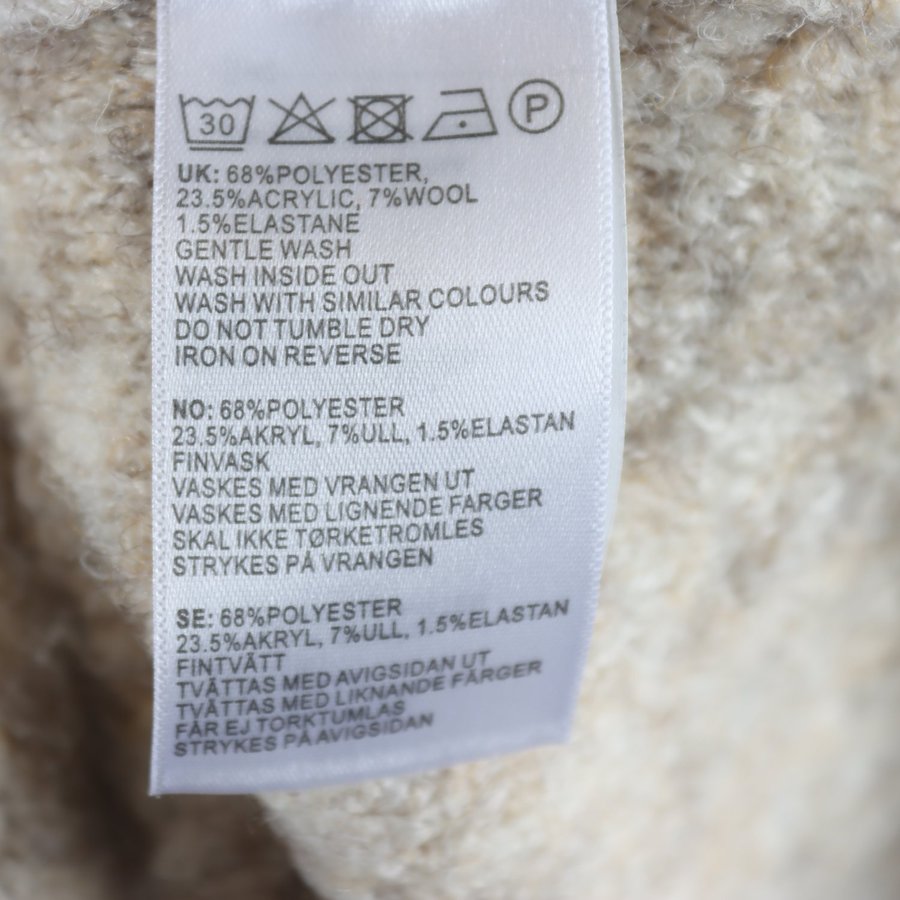 30 P
UK: 68%POLYESTER,
23.5%ACRYLIC, 7%WOOL
1.5%ELASTANE
GENTLE WASH
WASH INSIDE OUT
WASH WITH SIMILAR COLOURS
DO NOT TUMBLE DRY
IRON ON REVERSE
NO: 68%POLYESTER
23.5%AKRYL, 7%ULL, 1.5%ELASTAN
FINVASK
VASKES MED VRANGEN UT
VASKES MED LIGNENDE FARGER
SKAL IKKE TØRKETROMLES
STRYKES PÅ VRANGEN
SE: 68%POLYESTER
23.5%AKRYL, 7%ULL, 1.5%ELASTAN
FINTVÄTT
TVÄTTAS MED AVIGSIDAN UT
TVÄTTAS MED LIKNANDE FÄRGER
FÅR EJ TORKTUMLAS
STRYKES PÅ AVIGSIDAN